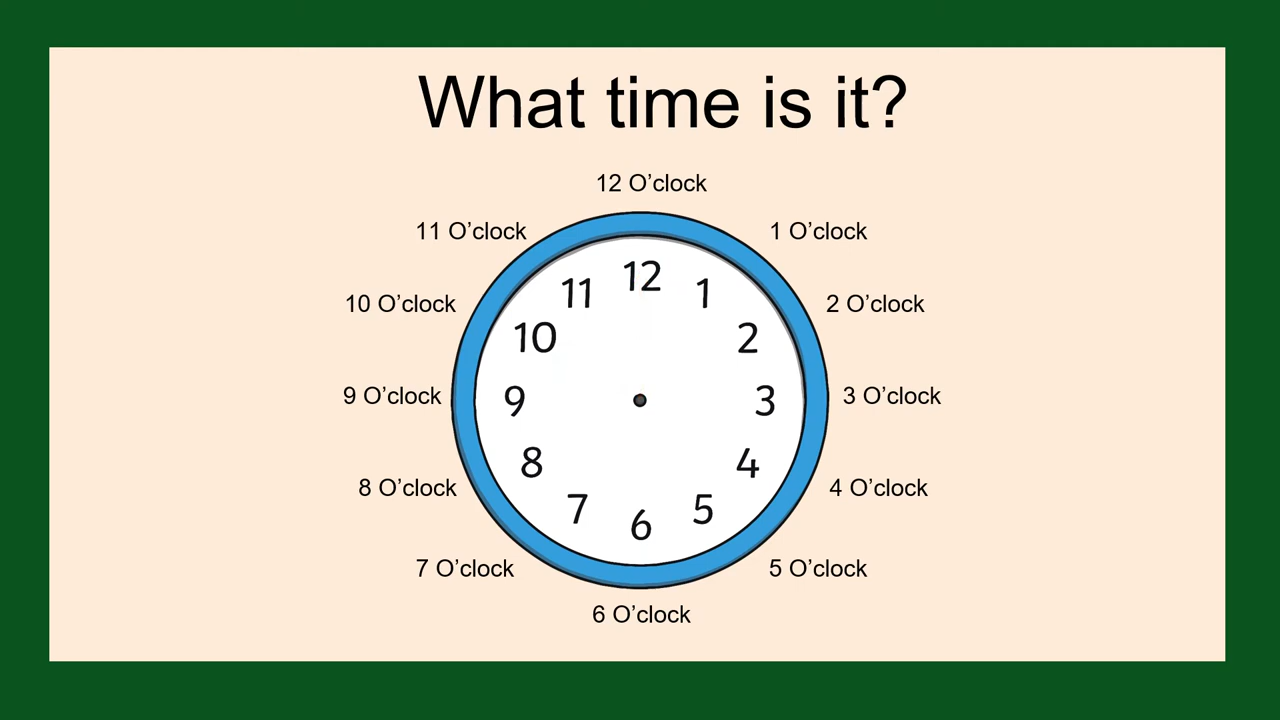 What time is it?
12 O’clock
11 O’clock
1 O’clock
10 O’clock
2 O’clock
9 O’clock
3 O’clock
8 O’clock
4 O’clock
7 O’clock
5 O’clock
6 O’clock
12
11
1
10
2
9
3
8
4
7
5
6